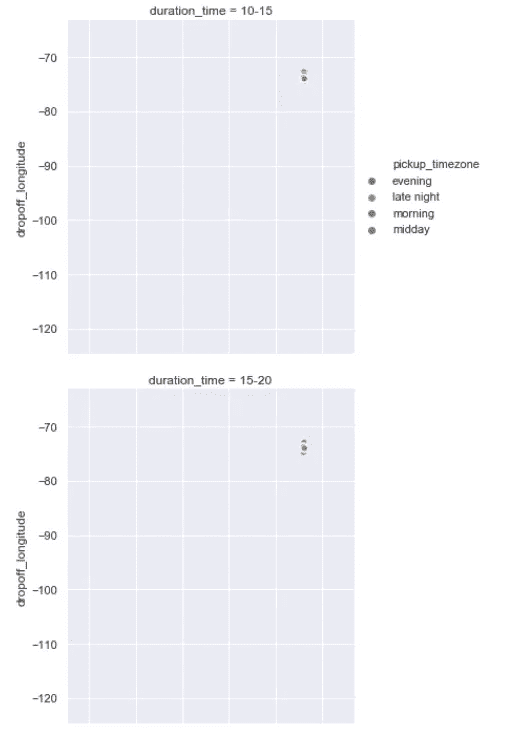 duration_time = 10-15
−70
−80
−90
−100
−110
−120
dropoff_longitude
pickup_timezone
evening
late night
morning
midday
duration_time = 15-20
−70
−80
−90
−100
−110
−120
dropoff_longitude